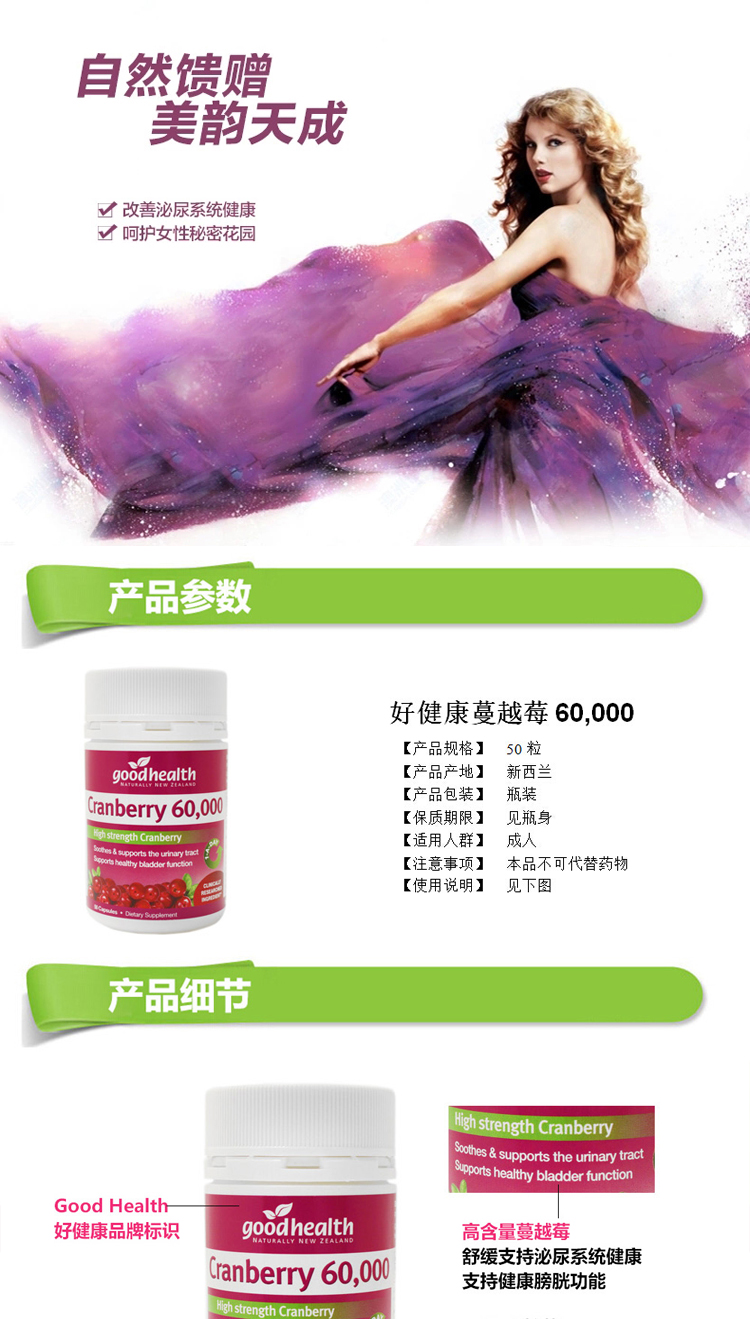 自然馈赠
美韵天成
改善泌尿系统健康
呵护女性秘密花园
产品参数
goodhealth
NATURALLY NEW ZEALAND
Cranberry 60,000
High strength Cranberry
Soothes & supports the urinary tract
Supports healthy bladder function
CLINICALLY
RESEARCHED
INGREDIENT
50 Capsules • Dietary Supplement
好健康蔓越莓 60,000
【产品规格】 50 粒
【产品产地】 新西兰
【产品包装】 瓶装
【保质期限】 见瓶身
【适用人群】 成人
【注意事项】 本品不可代替药物
【使用说明】 见下图
产品细节
Good Health
好健康品牌标识
goodhealth
NATURALLY NEW ZEALAND
Cranberry 60,000
High strength Cranberry
High strength Cranberry
Soothes & supports the urinary tract
Supports healthy bladder function
高含量蔓越莓
舒缓支持泌尿系统健康
支持健康膀胱功能